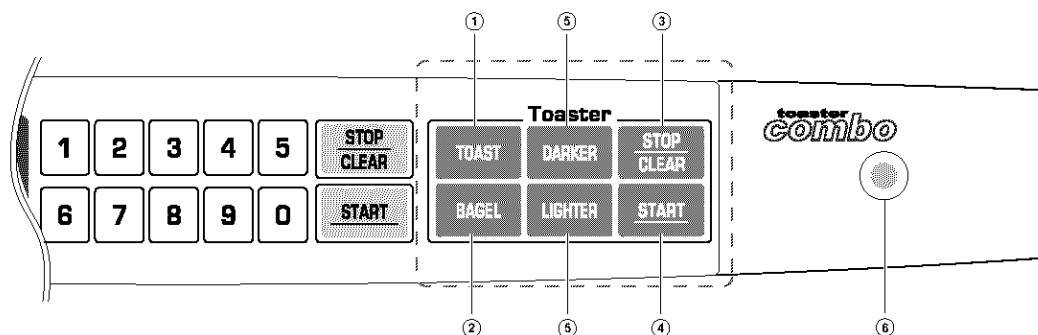 ① ⑤ ③
Toaster
toaster
combo
1 2 3 4 5 STOP TOAST DARKER STOP
CLEAR CLEAR
6 7 8 9 0 START BAGEL LIGHTER START
② ⑤ ④ ⑥